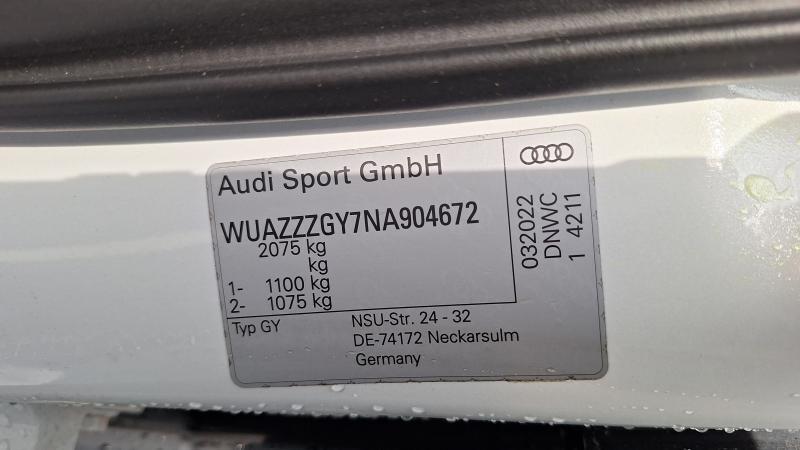 Audi Sport GmbH
WUAZZZGY7NA904672
2075 kg
kg
1- 1100 kg
2- 1075 kg
Typ GY
NSU-Str. 24 - 32
DE-74172 Neckarsulm
Germany
032022
DNWC
1 4211